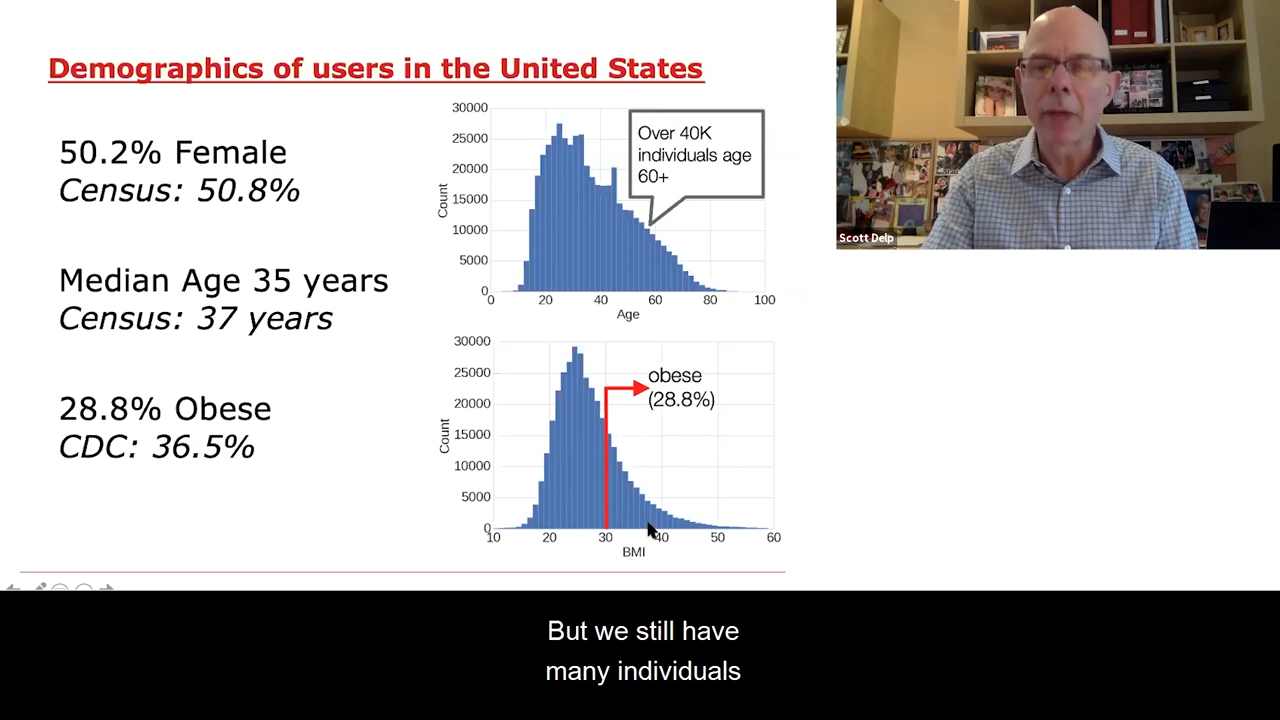 Demographics of users in the United States
50.2% Female
Census: 50.8%
Median Age 35 years
Census: 37 years
28.8% Obese
CDC: 36.5%
30000
25000
20000
15000
10000
5000
0
Count
0
20
40
60
80
100
Age
Over 40K
individuals age
60+
30000
25000
20000
15000
10000
5000
0
Count
10
20
30
40
50
60
BMI
obese
(28.8%)
Scott Delp
But we still have
many individuals